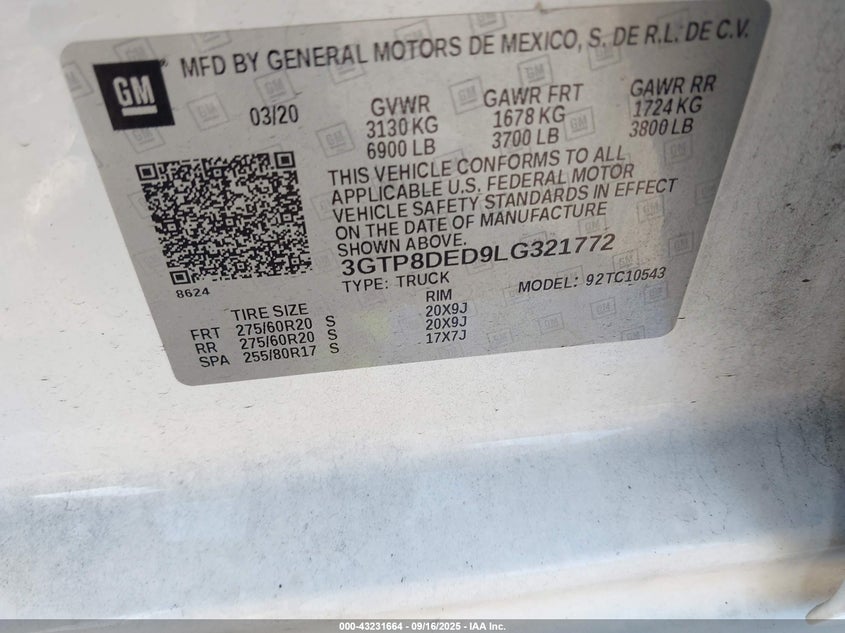 GM
MFD BY GENERAL MOTORS DE MEXICO, S. DE R.L. DE C.V.
03/20
GVWR
3130 KG
6900 LB
GAWR FRT
1678 KG
3700 LB
GAWR RR
1724 KG
3800 LB
THIS VEHICLE CONFORMS TO ALL
APPLICABLE U.S. FEDERAL MOTOR
VEHICLE SAFETY STANDARDS IN EFFECT
ON THE DATE OF MANUFACTURE
SHOWN ABOVE.
3GTP8DED9LG321772
TYPE: TRUCK
MODEL: 92TC10543
8624
TIRE SIZE RIM
FRT 275/60R20 S 20X9J
RR 275/60R20 S 20X9J
SPA 255/80R17 S 17X7J
000-43231664 - 09/16/2025 - IAA Inc.